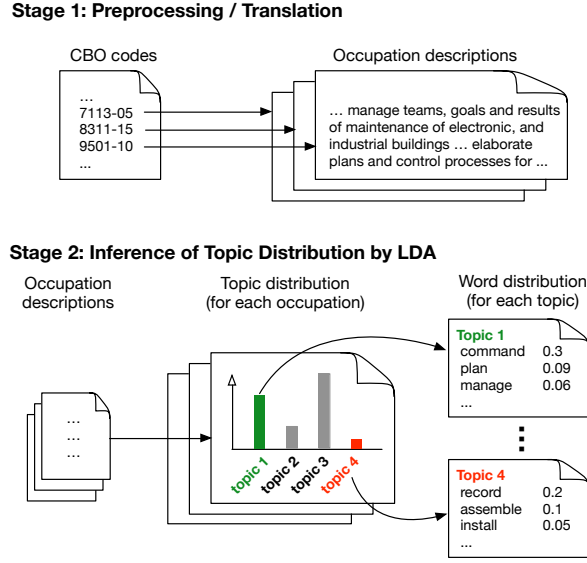 Stage 1: Preprocessing / Translation
CBO codes
Occupation descriptions
...
7113-05
8311-15
9501-10
...
... manage teams, goals and results
of maintenance of electronic, and
industrial buildings ... elaborate
plans and control processes for ...
Stage 2: Inference of Topic Distribution by LDA
Occupation
descriptions
Topic distribution
(for each occupation)
Word distribution
(for each topic)
...
...
...
topic 1
topic 2
topic 3
topic 4
Topic 1
command 0.3
plan 0.09
manage 0.06
...
Topic 4
record 0.2
assemble 0.1
install 0.05
...